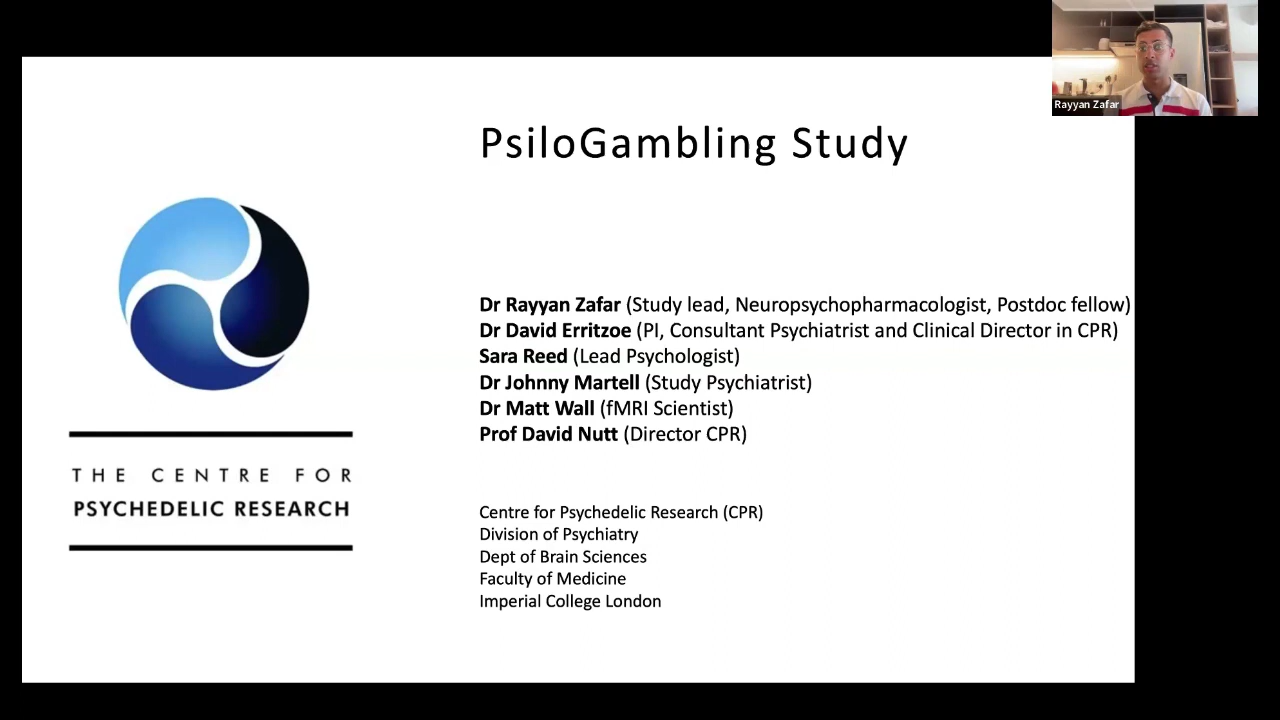 Rayyan Zafar
PsiloGambling Study
Dr Rayyan Zafar (Study lead, Neuropsychopharmacologist, Postdoc fellow)
Dr David Erritzoe (PI, Consultant Psychiatrist and Clinical Director in CPR)
Sara Reed (Lead Psychologist)
Dr Johnny Martell (Study Psychiatrist)
Dr Matt Wall (fMRI Scientist)
Prof David Nutt (Director CPR)
THE CENTRE FOR
PSYCHEDELIC RESEARCH
Centre for Psychedelic Research (CPR)
Division of Psychiatry
Dept of Brain Sciences
Faculty of Medicine
Imperial College London